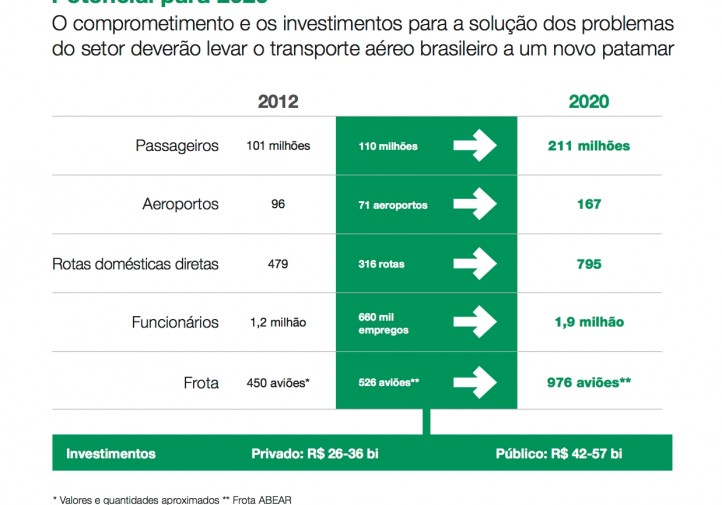 Potencial para 2020
O comprometimento e os investimentos para a solução dos problemas
do setor deverão levar o transporte aéreo brasileiro a um novo patamar
2012 2020
Passageiros 101 milhões 110 milhões 211 milhões
Aeroportos 96 71 aeroportos 167
Rotas domésticas diretas 479 316 rotas 795
Funcionários 1,2 milhão 660 mil empregos 1,9 milhão
Frota 450 aviões* 526 aviões** 976 aviões**
Investimentos Privado: R$ 26-36 bi Público: R$ 42-57 bi
* Valores e quantidades aproximados ** Frota ABEAR